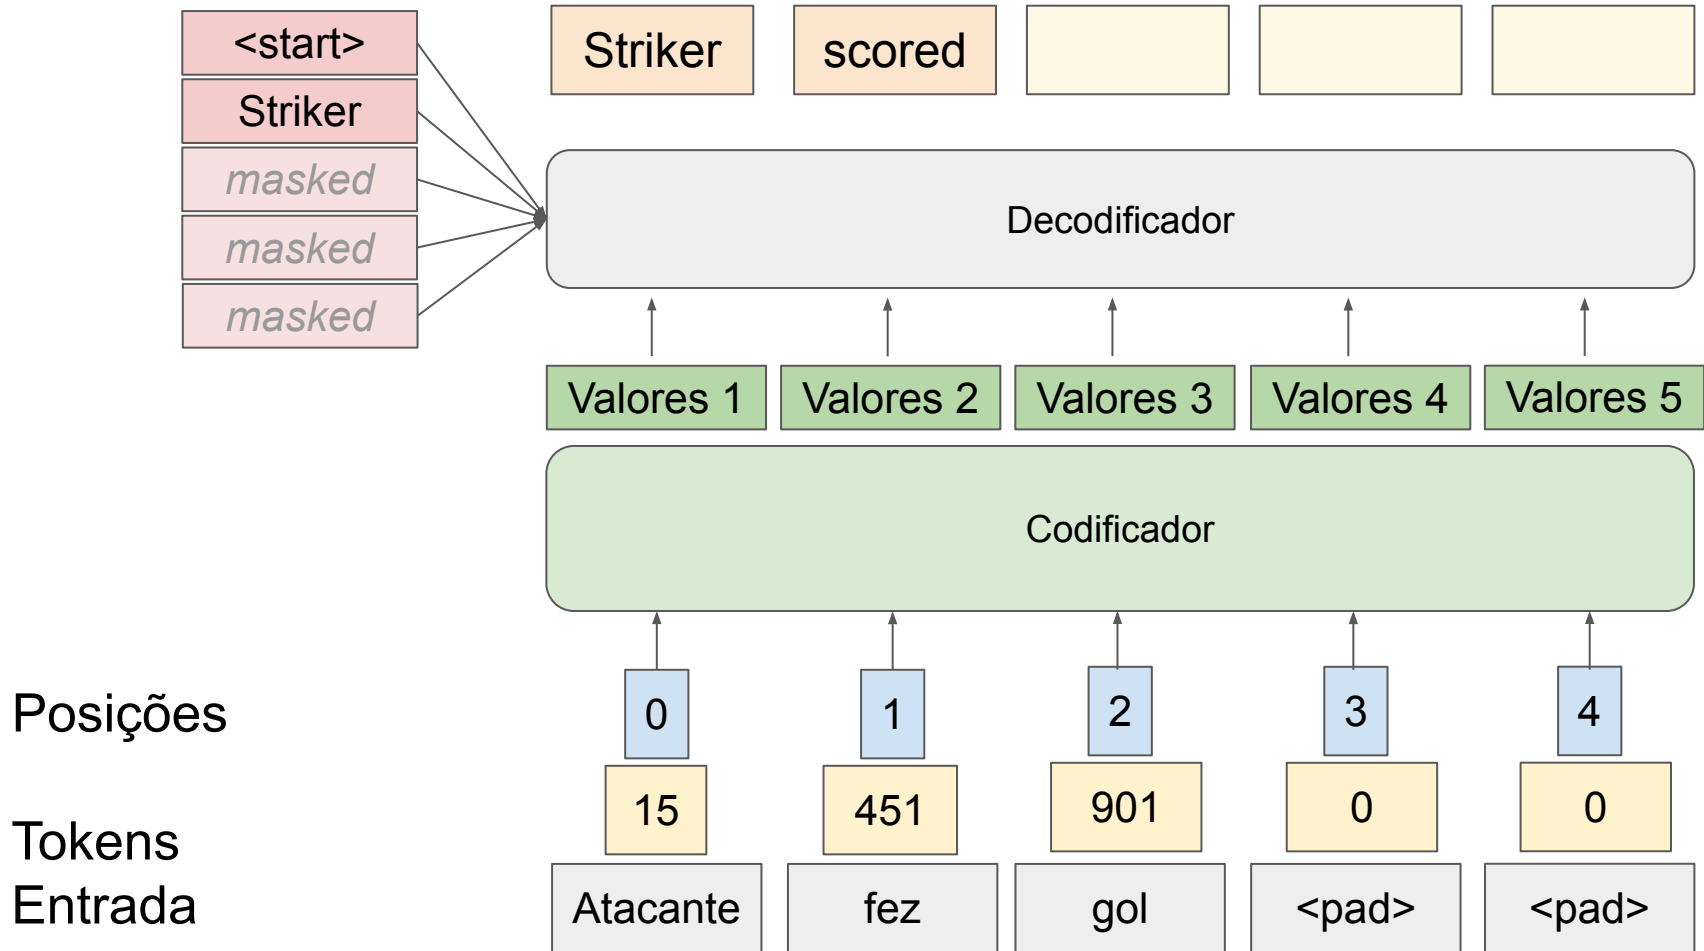 <start>
Striker
masked
masked
masked
Striker scored
Decodificador
Valores 1 Valores 2 Valores 3 Valores 4 Valores 5
Codificador
Posições 0 1 2 3 4
Tokens 15 451 901 0 0
Entrada Atacante fez gol <pad> <pad>